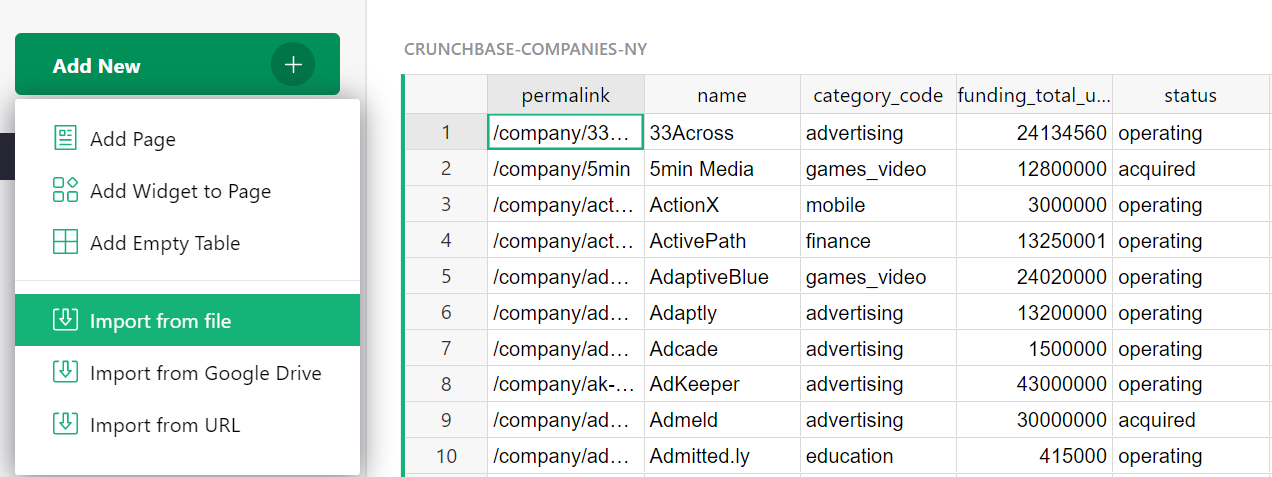 Add New
Add Page
Add Widget to Page
Add Empty Table
Import from file
Import from Google Drive
Import from URL
CRUNCHBASE-COMPANIES-NY
permalink name category_code funding_total_u... status
1 /company/33... 33Across advertising 24134560 operating
2 /company/5min 5min Media games_video 12800000 acquired
3 /company/act... ActionX mobile 3000000 operating
4 /company/act... ActivePath finance 13250001 operating
5 /company/ad... AdaptiveBlue games_video 24020000 operating
6 /company/ad... Adaptly advertising 13200000 operating
7 /company/ad... Adcade advertising 1500000 operating
8 /company/ak-... AdKeeper advertising 43000000 operating
9 /company/ad... Admeld advertising 30000000 acquired
10 /company/ad... Admitted.ly education 415000 operating